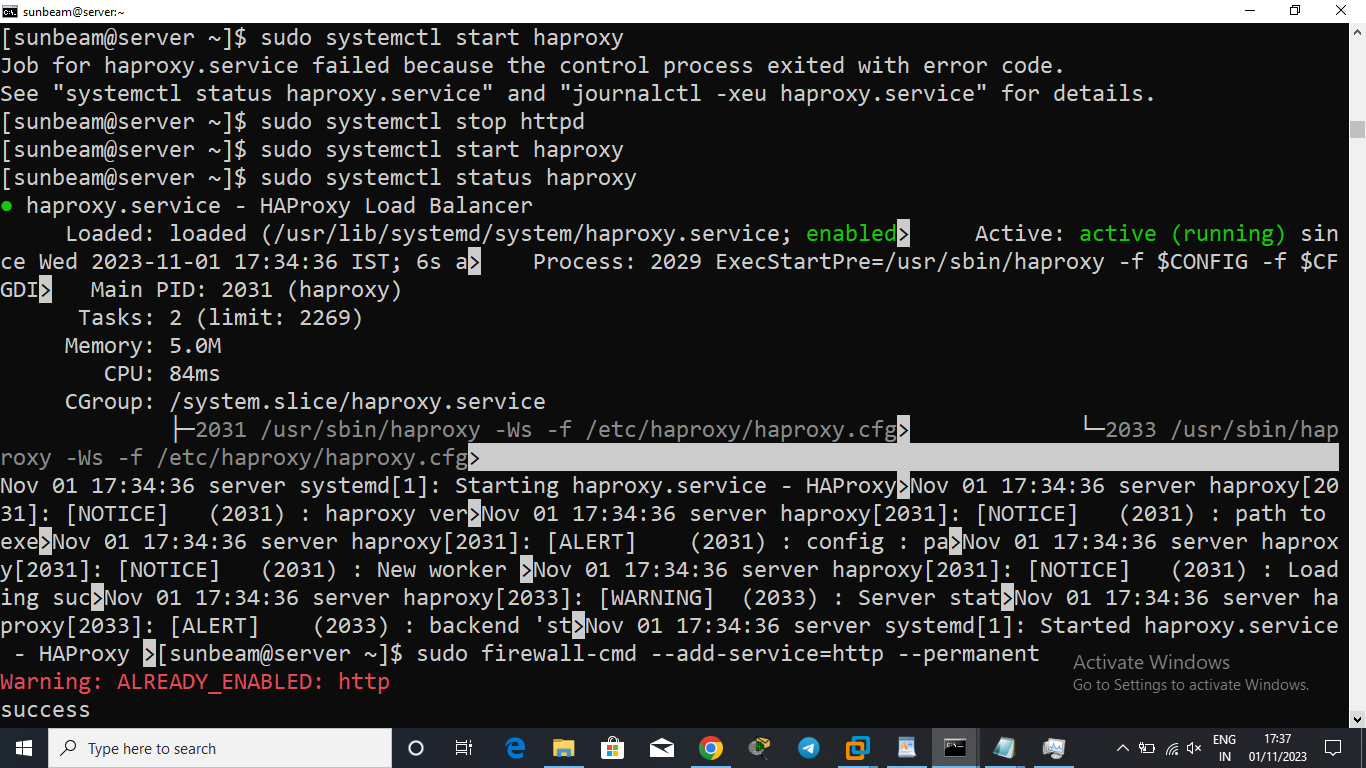 sunbeam@server:~
[sunbeam@server ~]$ sudo systemctl start haproxy
Job for haproxy.service failed because the control process exited with error code.
See "systemctl status haproxy.service" and "journalctl -xeu haproxy.service" for details.
[sunbeam@server ~]$ sudo systemctl stop httpd
[sunbeam@server ~]$ sudo systemctl start haproxy
[sunbeam@server ~]$ sudo systemctl status haproxy
● haproxy.service - HAProxy Load Balancer
     Loaded: loaded (/usr/lib/systemd/system/haproxy.service; enabled>     Active: active (running) sin
ce Wed 2023-11-01 17:34:36 IST; 6s a>    Process: 2029 ExecStartPre=/usr/sbin/haproxy -f $CONFIG -f $CF
GDI>   Main PID: 2031 (haproxy)
      Tasks: 2 (limit: 2269)
     Memory: 5.0M
        CPU: 84ms
     CGroup: /system.slice/haproxy.service
             ├─2031 /usr/sbin/haproxy -Ws -f /etc/haproxy/haproxy.cfg>             └─2033 /usr/sbin/hap
roxy -Ws -f /etc/haproxy/haproxy.cfg>
Nov 01 17:34:36 server systemd[1]: Starting haproxy.service - HAProxy>Nov 01 17:34:36 server haproxy[20
31]: [NOTICE]   (2031) : haproxy ver>Nov 01 17:34:36 server haproxy[2031]: [NOTICE]   (2031) : path to
exe>Nov 01 17:34:36 server haproxy[2031]: [ALERT]    (2031) : config : pa>Nov 01 17:34:36 server haprox
y[2031]: [NOTICE]   (2031) : New worker >Nov 01 17:34:36 server haproxy[2031]: [NOTICE]   (2031) : Load
ing suc>Nov 01 17:34:36 server haproxy[2033]: [WARNING]  (2033) : Server stat>Nov 01 17:34:36 server ha
proxy[2033]: [ALERT]    (2033) : backend 'st>Nov 01 17:34:36 server systemd[1]: Started haproxy.service
 - HAProxy >[sunbeam@server ~]$ sudo firewall-cmd --add-service=http --permanent
Warning: ALREADY_ENABLED: http
success
Activate Windows
Go to Settings to activate Windows.
Type here to search
ENG
IN
17:37
01/11/2023